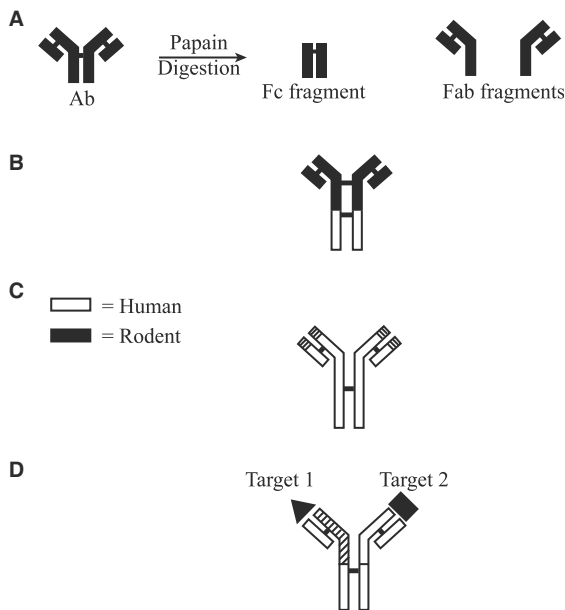 A
Papain
Digestion
Ab
Fc fragment
Fab fragments
B
C
= Human
= Rodent
D
Target 1
Target 2